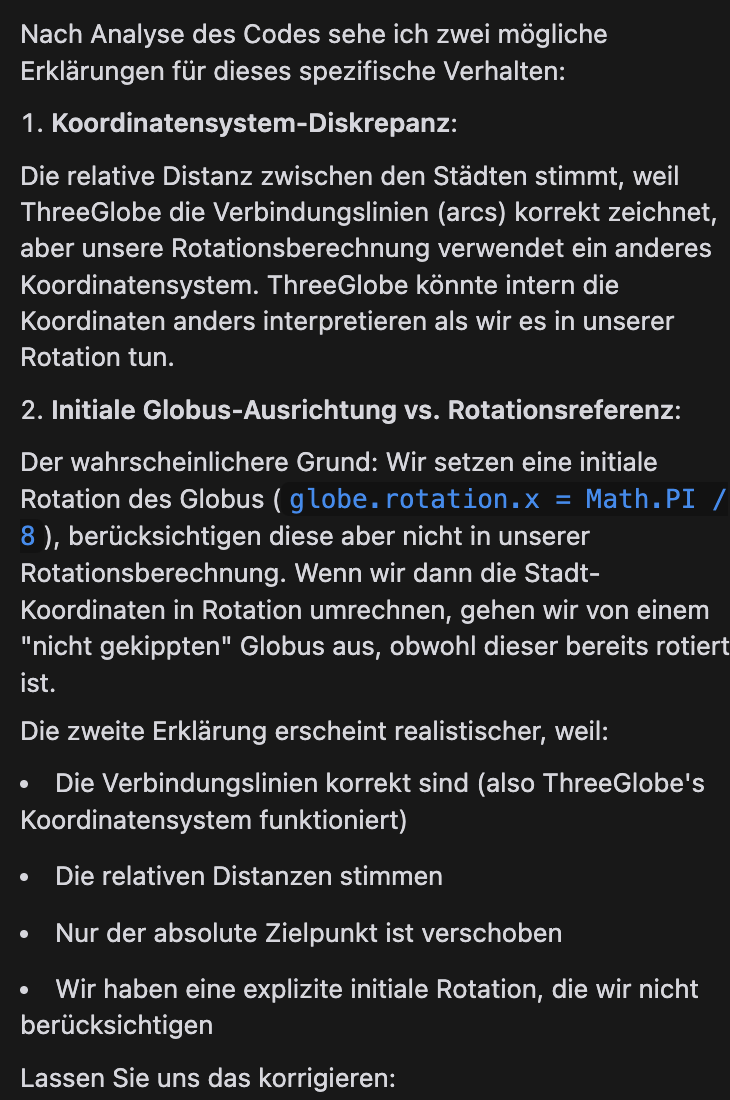 Nach Analyse des Codes sehe ich zwei mögliche
Erklärungen für dieses spezifische Verhalten:
1. Koordinatensystem-Diskrepanz:
Die relative Distanz zwischen den Städten stimmt, weil
ThreeGlobe die Verbindungslinien (arcs) korrekt zeichnet,
aber unsere Rotationsberechnung verwendet ein anderes
Koordinatensystem. ThreeGlobe könnte intern die
Koordinaten anders interpretieren als wir es in unserer
Rotation tun.
2. Initiale Globus-Ausrichtung vs. Rotationsreferenz:
Der wahrscheinlichere Grund: Wir setzen eine initiale
Rotation des Globus ( globe.rotation.x = Math.PI /
8 ), berücksichtigen diese aber nicht in unserer
Rotationsberechnung. Wenn wir dann die Stadt-
Koordinaten in Rotation umrechnen, gehen wir von einem
"nicht gekippten" Globus aus, obwohl dieser bereits rotiert
ist.
Die zweite Erklärung erscheint realistischer, weil:
• Die Verbindungslinien korrekt sind (also ThreeGlobe's
Koordinatensystem funktioniert)
• Die relativen Distanzen stimmen
• Nur der absolute Zielpunkt ist verschoben
• Wir haben eine explizite initiale Rotation, die wir nicht
berücksichtigen
Lassen Sie uns das korrigieren: